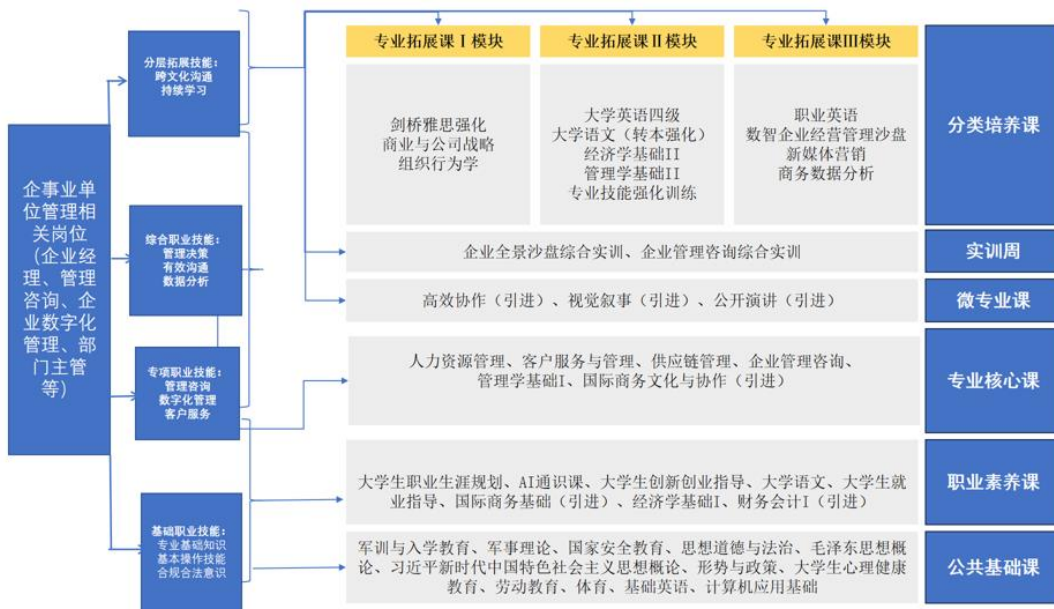 企事业单
位管理相
关岗位
（企业经
理、管理
咨询、企
业数字化
管理、部
门主管
等)
分层拓展技能：
跨文化沟通
持续学习
综合职业技能：
管理决策
有效沟通
数据分析
专项职业技能：
管理咨询
数字化管理
客户服务
基础职业技能：
专业基础知识
基本操作技能
合规合法意识
专业拓展课Ⅰ模块
剑桥雅思强化
商业与公司战略
组织行为学
专业拓展课Ⅱ模块
大学英语四级
大学语文（转本强化）
经济学基础II
管理学基础II
专业技能强化训练
专业拓展课Ⅲ模块
职业英语
数智企业经营管理沙盘
新媒体营销
商务数据分析
分类培养课
企业全景沙盘综合实训、企业管理咨询综合实训
实训周
高效协作（引进）、视觉叙事（引进）、公开演讲（引进）
微专业课
人力资源管理、客户服务与管理、供应链管理、企业管理咨询、
管理学基础I、国际商务文化与协作（引进）
专业核心课
大学生职业生涯规划、AI通识课、大学生创新创业指导、大学语文、大学生就
业指导、国际商务基础（引进）、经济学基础I、财务会计I（引进）
职业素养课
军训与入学教育、军事理论、国家安全教育、思想道德与法治、毛泽东思想概
论、习近平新时代中国特色社会主义思想概论、形势与政策、大学生心理健康
教育、劳动教育、体育、基础英语、计算机应用基础
公共基础课